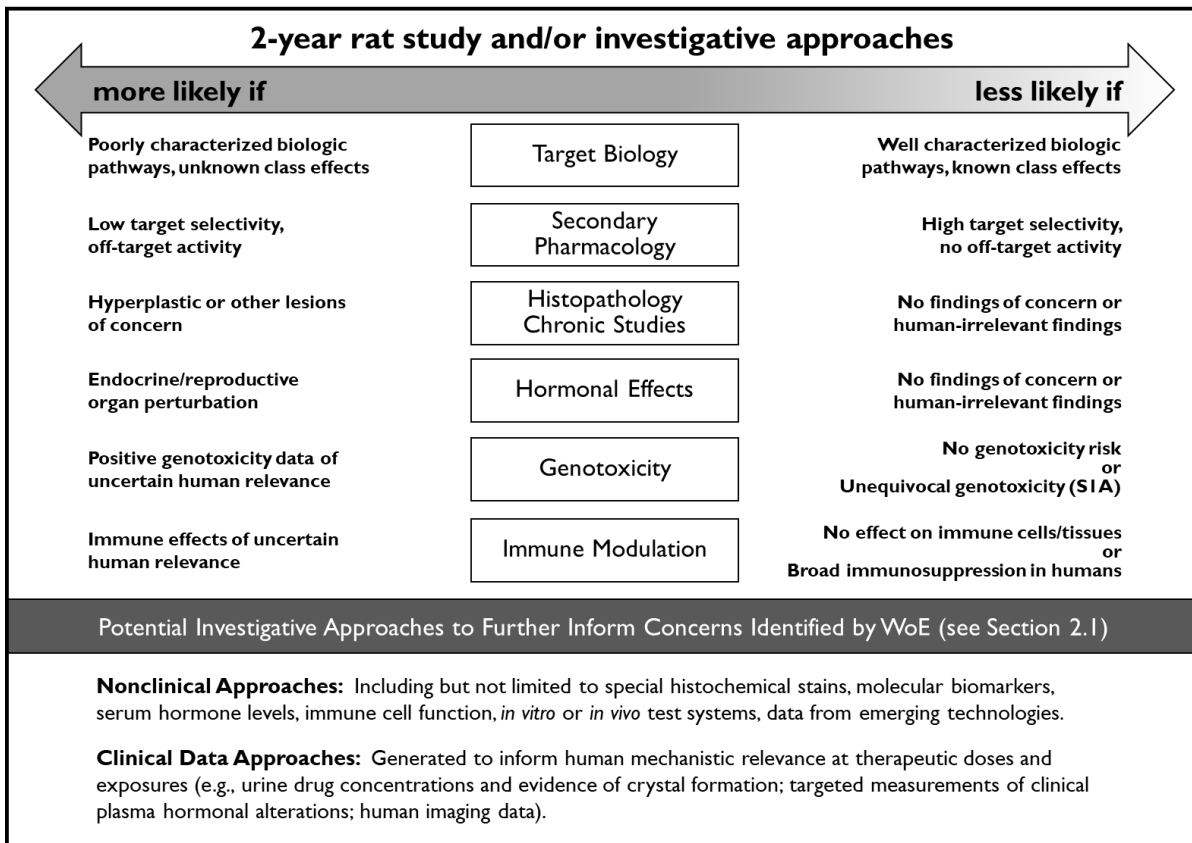 2-year rat study and/or investigative approaches
more likely if
less likely if
Poorly characterized biologic
pathways, unknown class effects
Target Biology
Well characterized biologic
pathways, known class effects
Low target selectivity,
off-target activity
Secondary
Pharmacology
High target selectivity,
no off-target activity
Hyperplastic or other lesions
of concern
Histopathology
Chronic Studies
No findings of concern or
human-irrelevant findings
Endocrine/reproductive
organ perturbation
Hormonal Effects
No findings of concern or
human-irrelevant findings
Positive genotoxicity data of
uncertain human relevance
Genotoxicity
No genotoxicity risk
or
Unequivocal genotoxicity (S1A)
Immune effects of uncertain
human relevance
Immune Modulation
No effect on immune cells/tissues
or
Broad immunosuppression in humans
Potential Investigative Approaches to Further Inform Concerns Identified by WoE (see Section 2.1)
Nonclinical Approaches: Including but not limited to special histochemical stains, molecular biomarkers,
serum hormone levels, immune cell function, in vitro or in vivo test systems, data from emerging technologies.
Clinical Data Approaches: Generated to inform human mechanistic relevance at therapeutic doses and
exposures (e.g., urine drug concentrations and evidence of crystal formation; targeted measurements of clinical
plasma hormonal alterations; human imaging data).